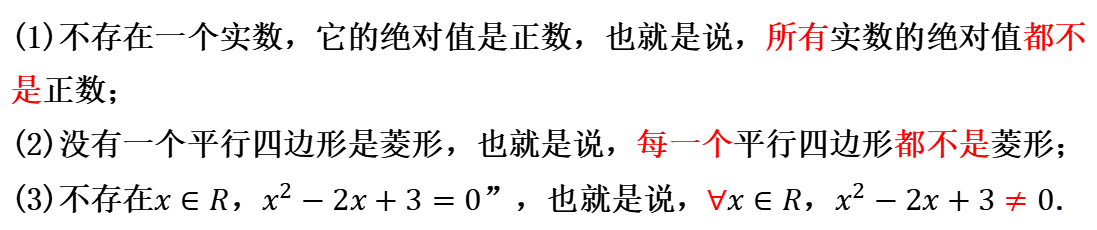 (1)不存在一个实数，它的绝对值是正数，也就是说，所有实数的绝对值都不
是正数；
(2)没有一个平行四边形是菱形，也就是说，每一个平行四边形都不是菱形；
(3)不存在x ∈ R，x² − 2x + 3 = 0”，也就是说，∀x ∈ R，x² − 2x + 3 ≠ 0.